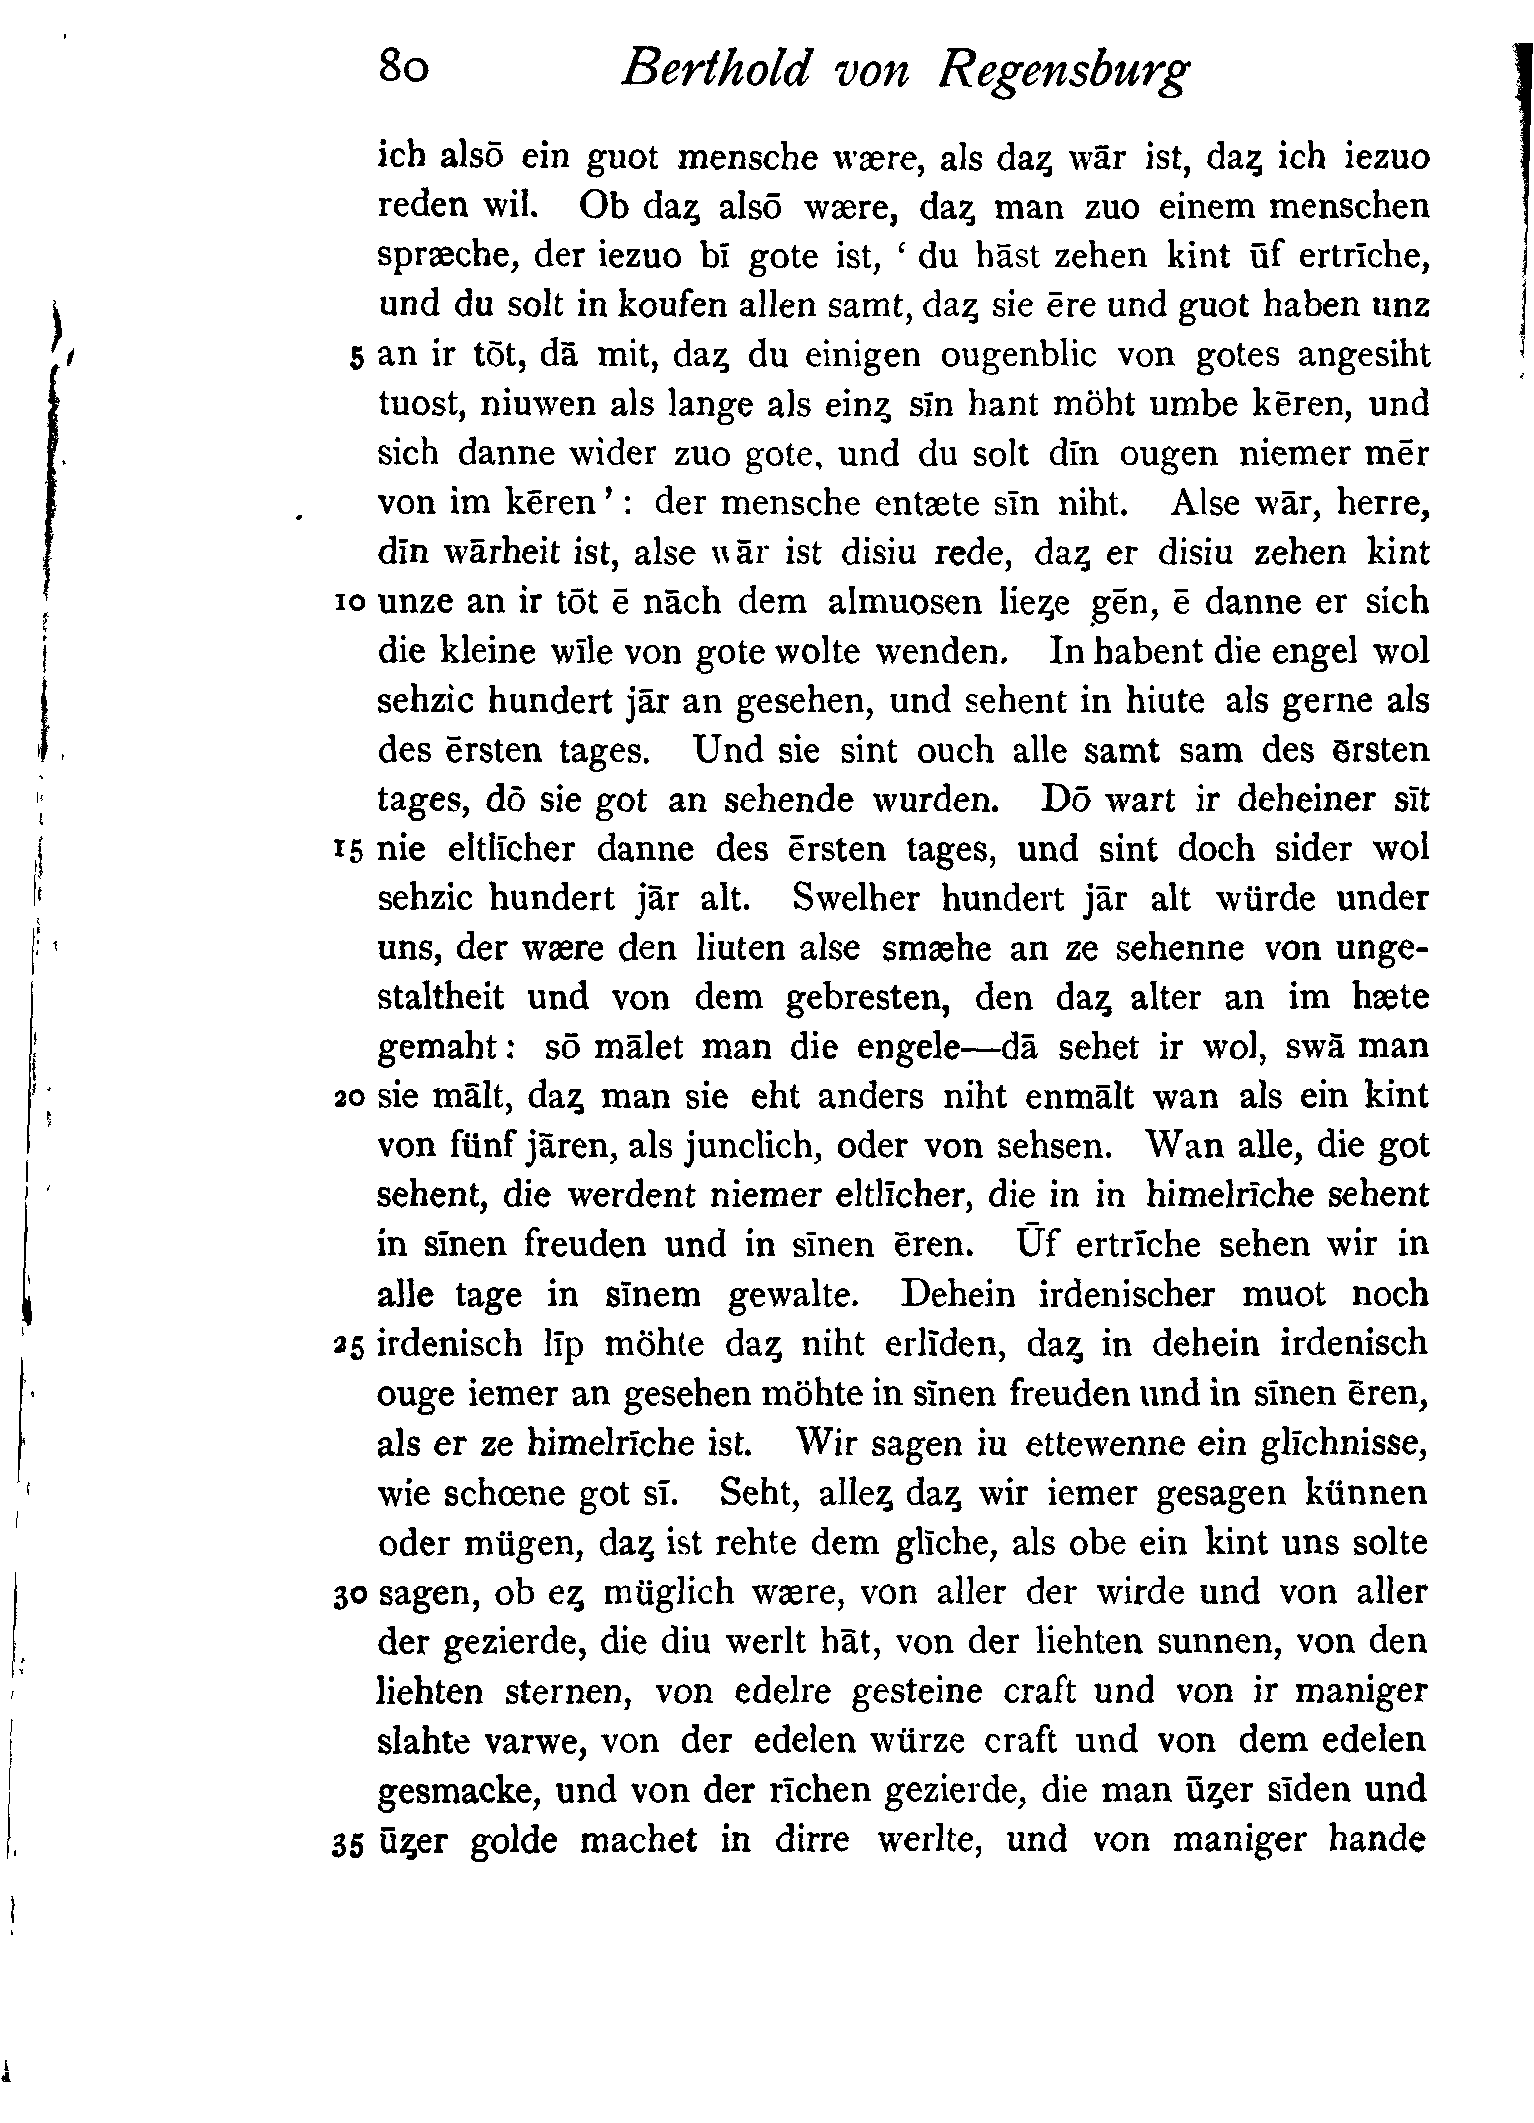 80 Berthold von Regensburg
ich alsō ein guot mensche wære, als daȥ wār ist, daȥ ich iezuo
reden wil. Ob daȥ alsō wære, daȥ man zuo einem menschen
spræche, der iezuo bī gote ist, ‘ du hāst zehen kint ūf ertrīche,
und du solt in koufen allen samt, daȥ sie ēre und guot haben unz
5 an ir tōt, dā mit, daȥ du einigen ougenblic von gotes angesiht
tuost, niuwen als lange als einȥ sīn hant möht umbe kēren, und
sich danne wider zuo gote, und du solt dīn ougen niemer mēr
von im kēren ’ : der mensche entæte sīn niht. Alse wār, herre,
dīn wārheit ist, alse wār ist disiu rede, daȥ er disiu zehen kint
10 unze an ir tōt ē nāch dem almuosen lieȥe gēn, ē danne er sich
die kleine wīle von gote wolte wenden. In habent die engel wol
sehzic hundert jār an gesehen, und sehent in hiute als gerne als
des ērsten tages. Und sie sint ouch alle samt sam des ērsten
tages, dō sie got an sehende wurden. Dō wart ir deheiner sīt
15 nie eltlīcher danne des ērsten tages, und sint doch sider wol
sehzic hundert jār alt. Swelher hundert jār alt würde under
uns, der wære den liuten alse smæhe an ze sehenne von unge-
staltheit und von dem gebresten, den daȥ alter an im hæte
gemaht : sō mālet man die engele—dā sehet ir wol, swā man
20 sie mālt, daȥ man sie eht anders niht enmālt wan als ein kint
von fünf jāren, als junclich, oder von sehsen. Wan alle, die got
sehent, die werdent niemer eltlīcher, die in in himelrīche sehent
in sīnen freuden und in sīnen ēren. Ūf ertrīche sehen wir in
alle tage in sīnem gewalte. Dehein irdenischer muot noch
25 irdenisch līp möhte daȥ niht erlīden, daȥ in dehein irdenisch
ouge iemer an gesehen möhte in sīnen freuden und in sīnen ēren,
als er ze himelrīche ist. Wir sagen iu ettewenne ein glīchnisse,
wie schœne got sī. Seht, alleȥ daȥ wir iemer gesagen künnen
oder mügen, daȥ ist rehte dem glīche, als obe ein kint uns solte
30 sagen, ob eȥ müglich wære, von aller der wirde und von aller
der gezierde, die diu werlt hāt, von der liehten sunnen, von den
liehten sternen, von edelre gesteine craft und von ir maniger
slahte varwe, von der edelen würze craft und von dem edelen
gesmacke, und von der rīchen gezierde, die man ūȥer sīden und
35 ūȥer golde machet in dirre werlte, und von maniger hande